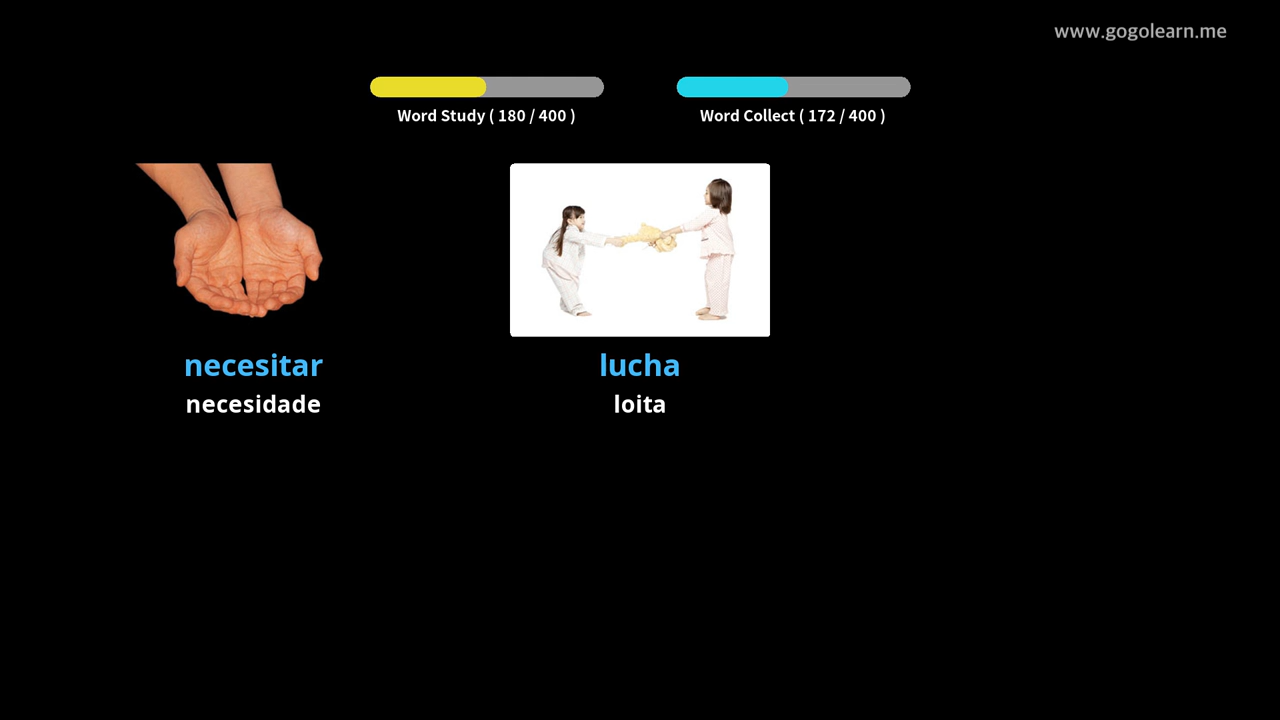 www.gogolearn.me
Word Study ( 180 / 400 )
Word Collect ( 172 / 400 )
necesitar
necesidade
lucha
loita